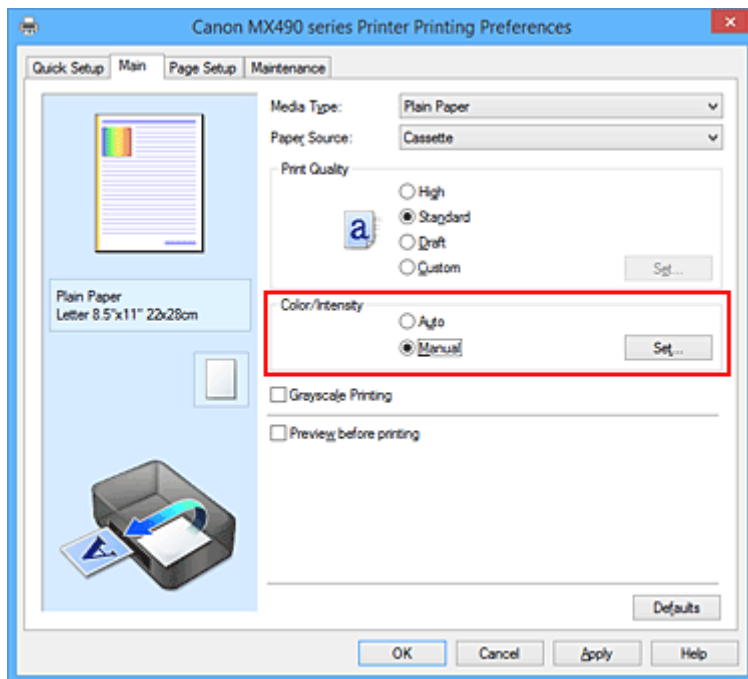 Canon MX490 series Printer Printing Preferences
Quick Setup Main Page Setup Maintenance
Media Type: Plain Paper
Paper Source: Cassette
Print Quality
High
Standard
Draft
Custom Set...
a
Plain Paper
Letter 8.5"x11" 22x28cm
Color/Intensity
Auto
Manual Set...
Grayscale Printing
Preview before printing
A
Defaults
OK Cancel Apply Help